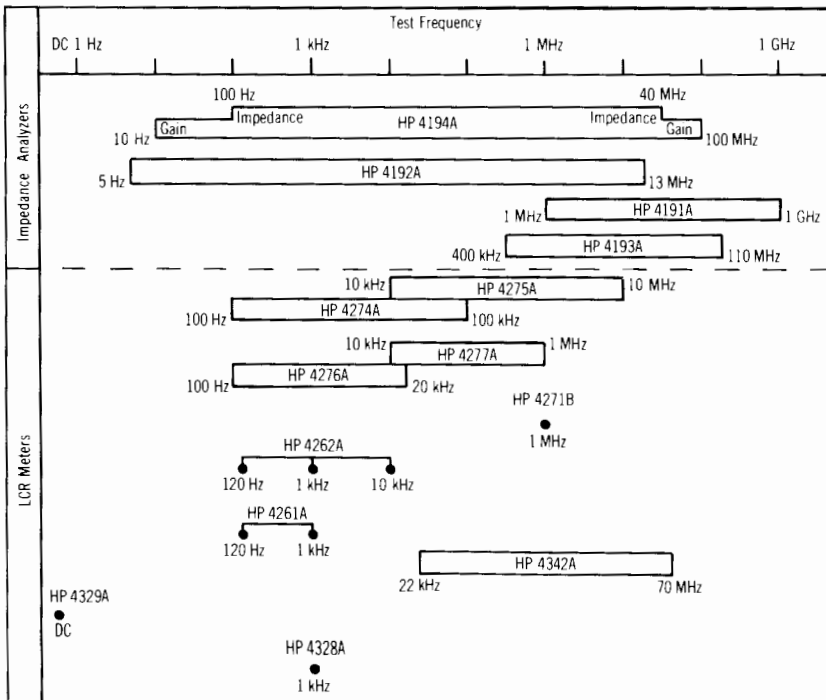 Test Frequency
DC 1 Hz
1 kHz
1 MHz
1 GHz
Impedance Analyzers
100 Hz
40 MHz
Impedance
HP 4194A
Impedance
10 Hz
Gain
Gain
100 MHz
5 Hz
HP 4192A
13 MHz
1 MHz
HP 4191A
1 GHz
400 kHz
HP 4193A
110 MHz
LCR Meters
10 kHz
HP 4275A
10 MHz
100 Hz
HP 4274A
100 kHz
10 kHz
HP 4277A
1 MHz
100 Hz
HP 4276A
20 kHz
HP 4271B
1 MHz
HP 4262A
120 Hz
1 kHz
10 kHz
HP 4261A
120 Hz
1 kHz
HP 4342A
22 kHz
70 MHz
HP 4329A
DC
HP 4328A
1 kHz